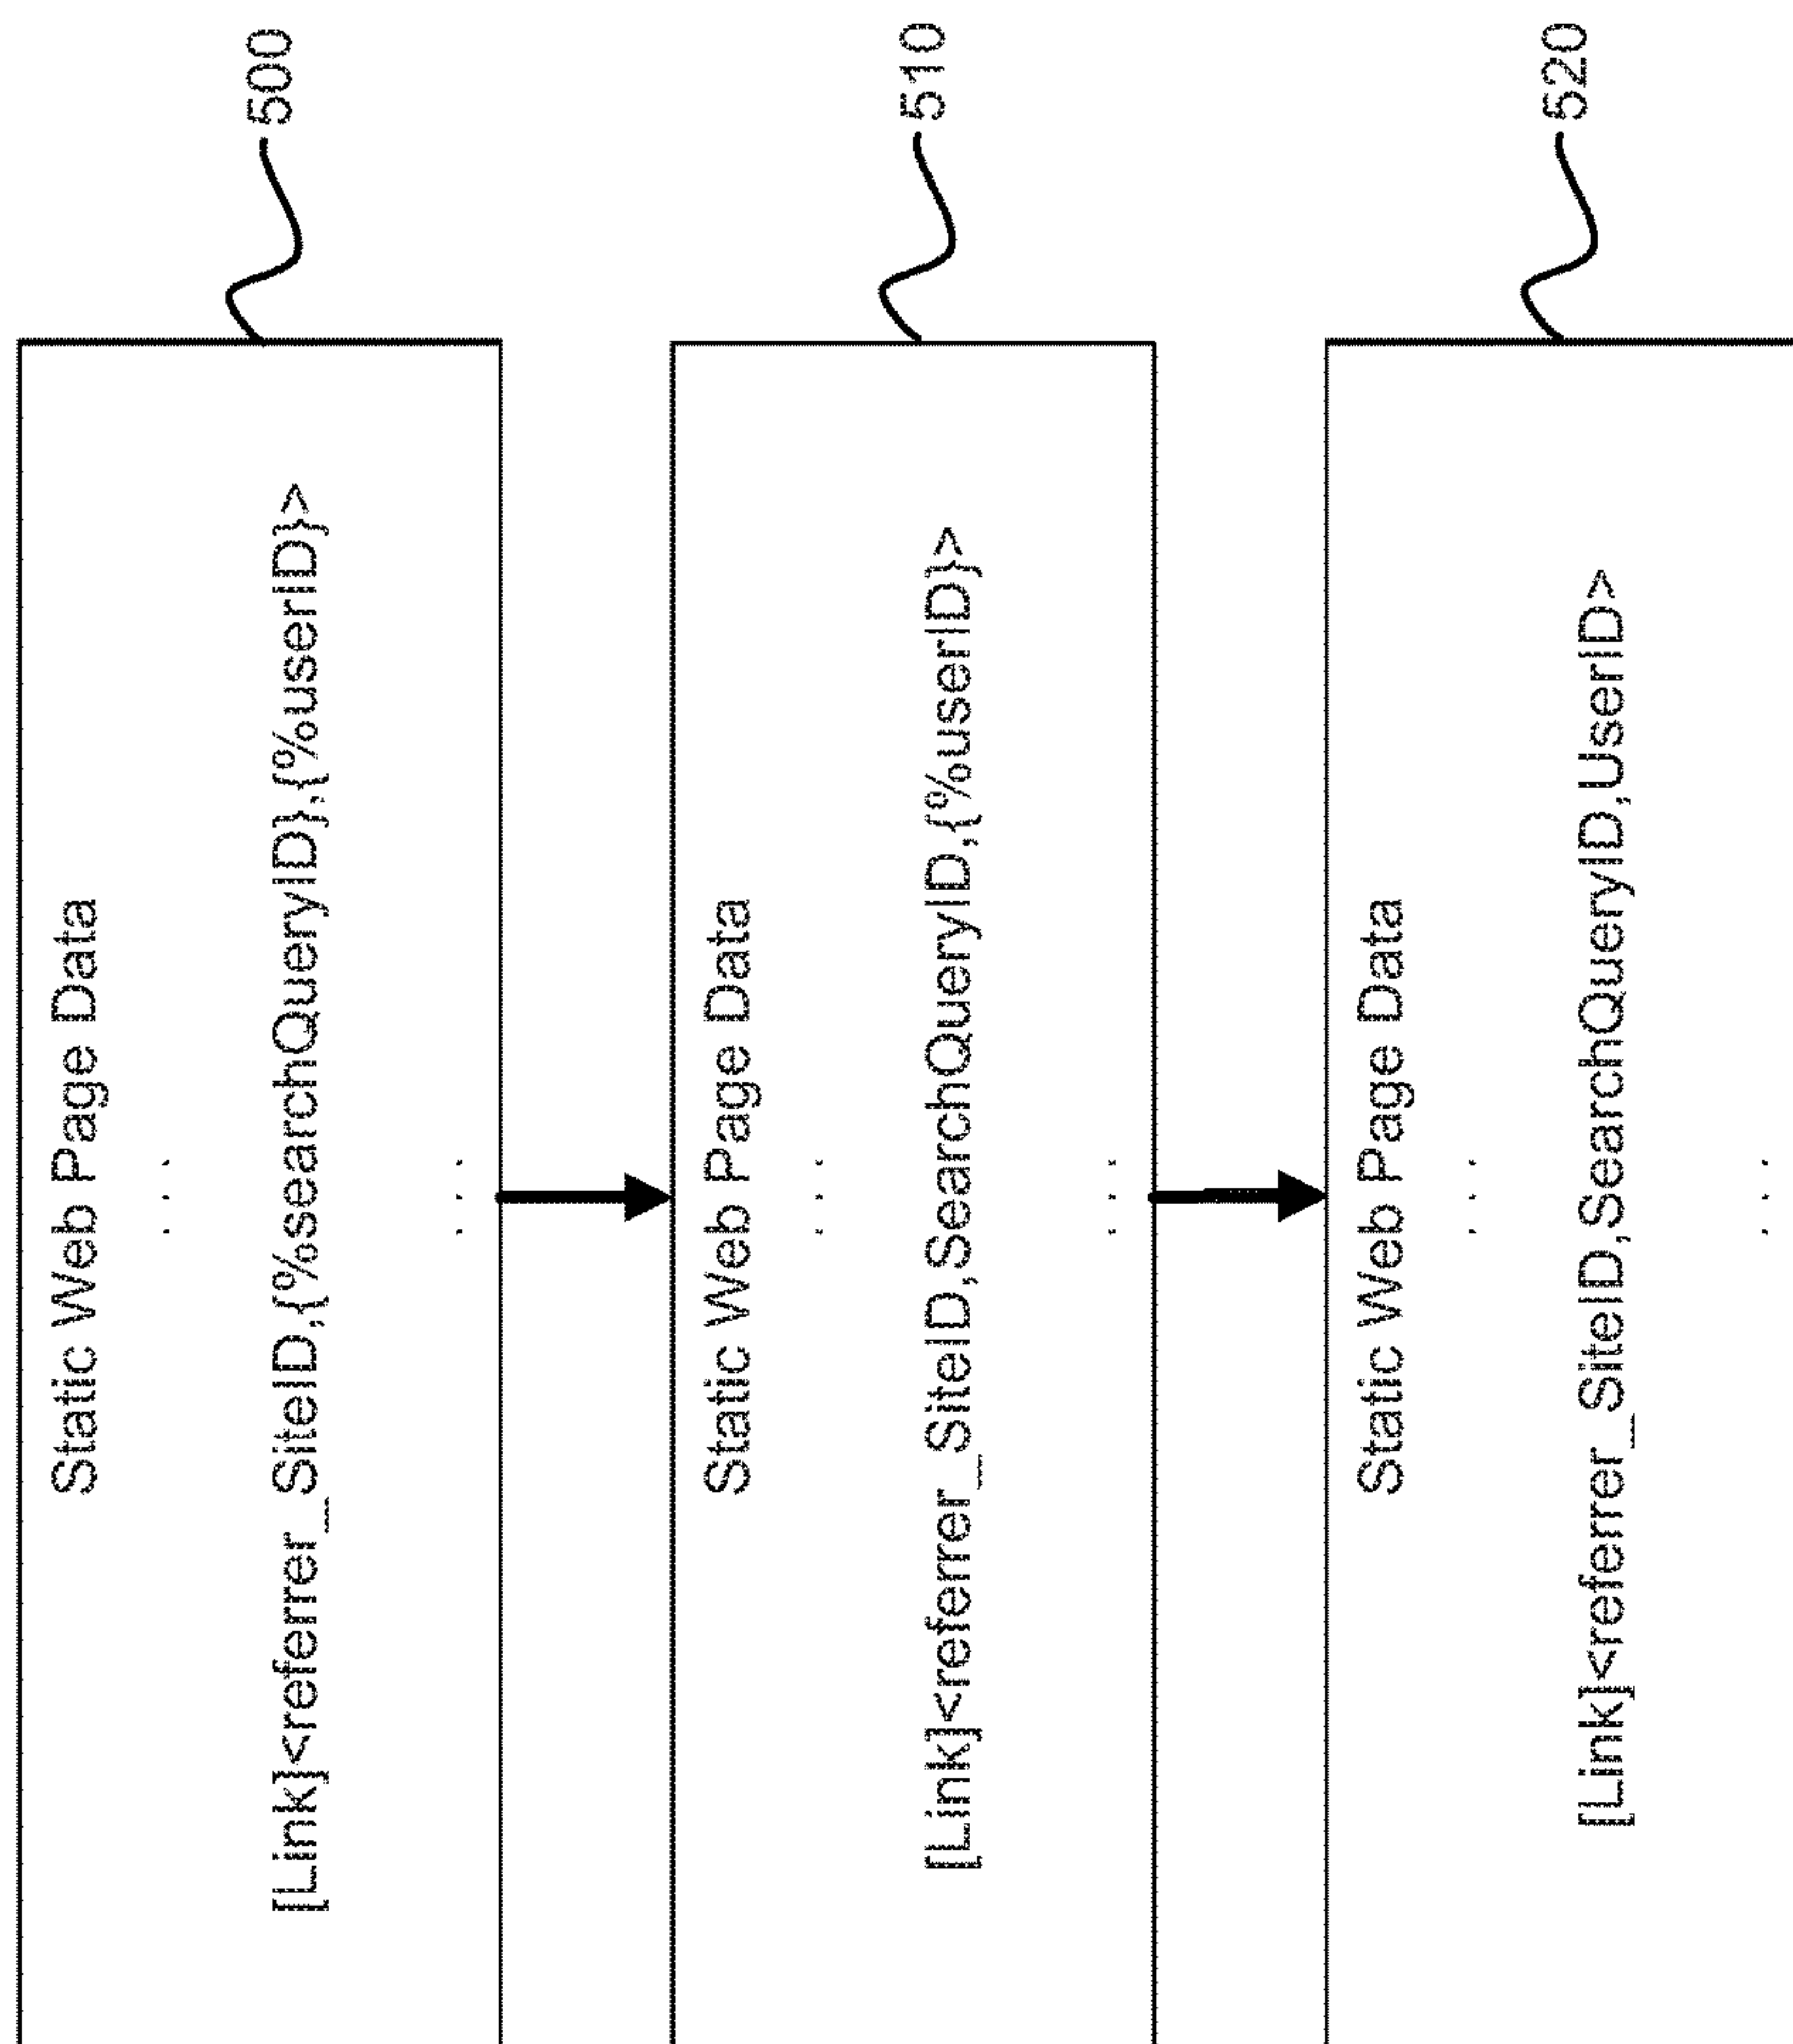 Static Web Page Data
. . .
[Link]<referrer_SiteID,{%searchQueryID},{%userID}>
. . .
500
Static Web Page Data
. . .
[Link]<referrer_SiteID,SearchQueryID,{%userID}>
. . .
510
Static Web Page Data
. . .
[Link]<referrer_SiteID,SearchQueryID,UserID>
. . .
520